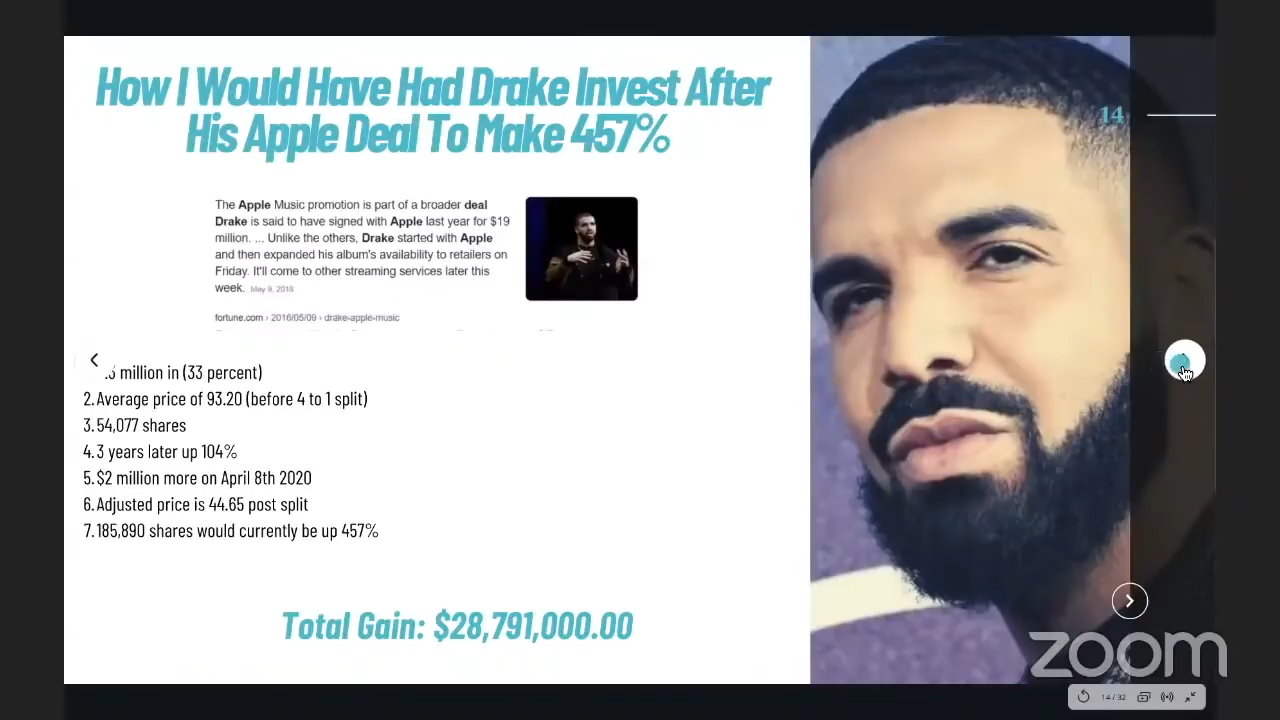 How I Would Have Had Drake Invest After
His Apple Deal To Make 457%
14
The Apple Music promotion is part of a broader deal
Drake is said to have signed with Apple last year for $19
million. ... Unlike the others, Drake started with Apple
and then expanded his album's availability to retailers on
Friday. It'll come to other streaming services later this
week. May 9, 2016
fortune.com › 2016/05/09 › drake-apple-music
million in (33 percent)
2. Average price of 93.20 (before 4 to 1 split)
3. 54,077 shares
4. 3 years later up 104%
5. $2 million more on April 8th 2020
6. Adjusted price is 44.65 post split
7. 185,890 shares would currently be up 457%
Total Gain: $28,791,000.00
zoom
14 / 32